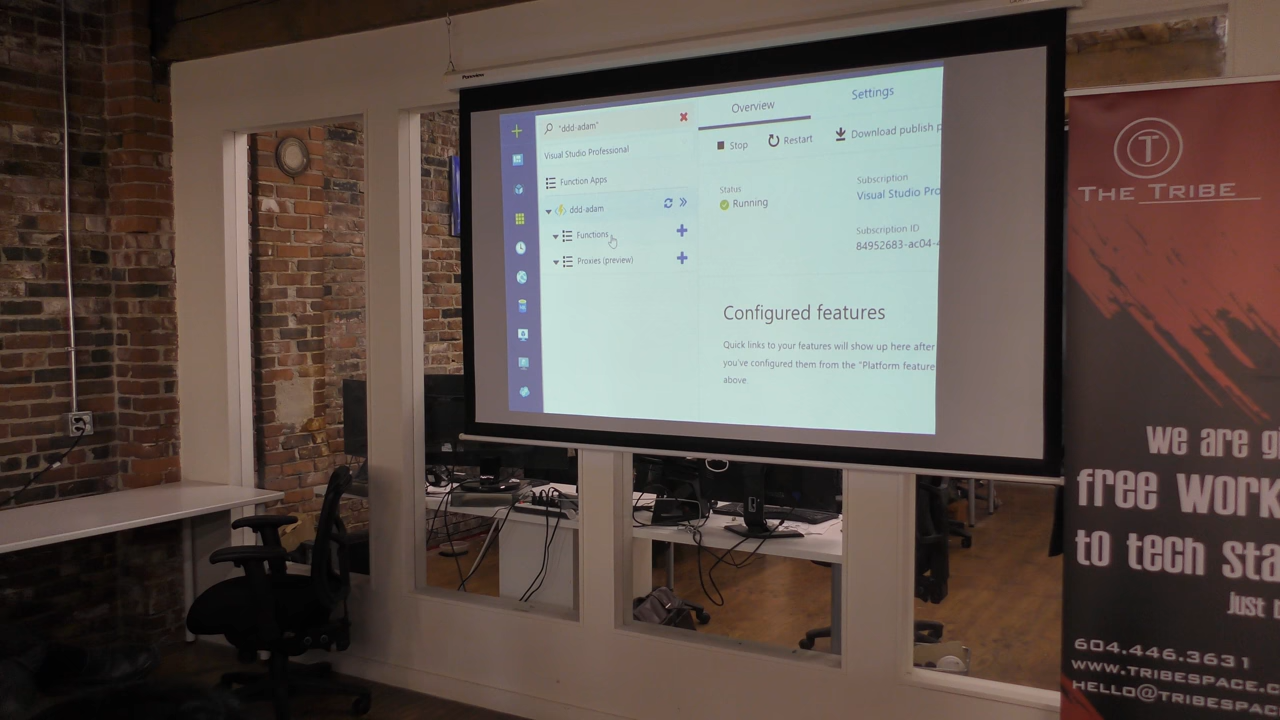 Overview
Settings
"ddd-adam"
Stop
Restart
Download publish p
Visual Studio Professional
Function Apps
Status
Running
Subscription
Visual Studio Pro
ddd-adam
Functions
Subscription ID
84952683-ac04-
Proxies (preview)
Configured features
Quick links to your features will show up here after
you've configured them from the "Platform feature
above.
T
THE TRIBE
we are gi
free work
to tech sta
Just
604.446.3631
www.TRIBESPACE.C
HELLO@TRIBESPAC